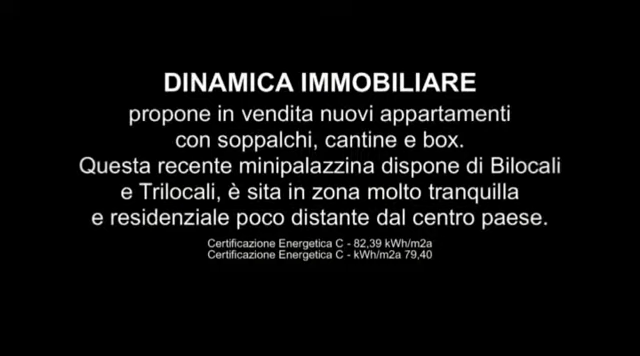 DINAMICA IMMOBILIARE
propone in vendita nuovi appartamenti
con soppalchi, cantine e box.
Questa recente minipalazzina dispone di Bilocali
e Trilocali, è sita in zona molto tranquilla
e residenziale poco distante dal centro paese.
Certificazione Energetica C - 82,39 kWh/m2a
Certificazione Energetica C - kWh/m2a 79,40